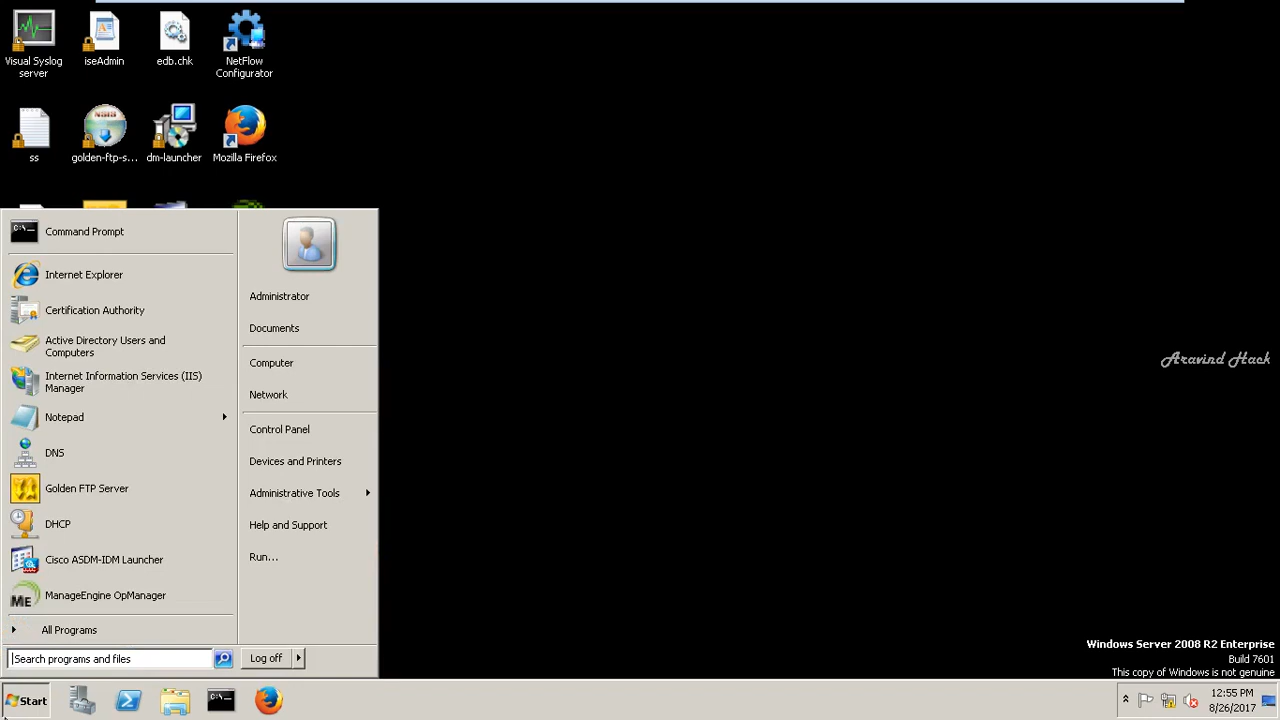 Visual Syslog
server
iseAdmin
edb.chk
NetFlow
Configurator
ss
golden-ftp-s...
dm-launcher
Mozilla Firefox
Command Prompt
Internet Explorer
Certification Authority
Active Directory Users and
Computers
Internet Information Services (IIS)
Manager
Notepad
DNS
Golden FTP Server
DHCP
Cisco ASDM-IDM Launcher
ManageEngine OpManager
All Programs
Search programs and files
Administrator
Documents
Computer
Network
Control Panel
Devices and Printers
Administrative Tools
Help and Support
Run...
Log off
Aravind Hack
Windows Server 2008 R2 Enterprise
Build 7601
This copy of Windows is not genuine
Start
12:55 PM
8/26/2017